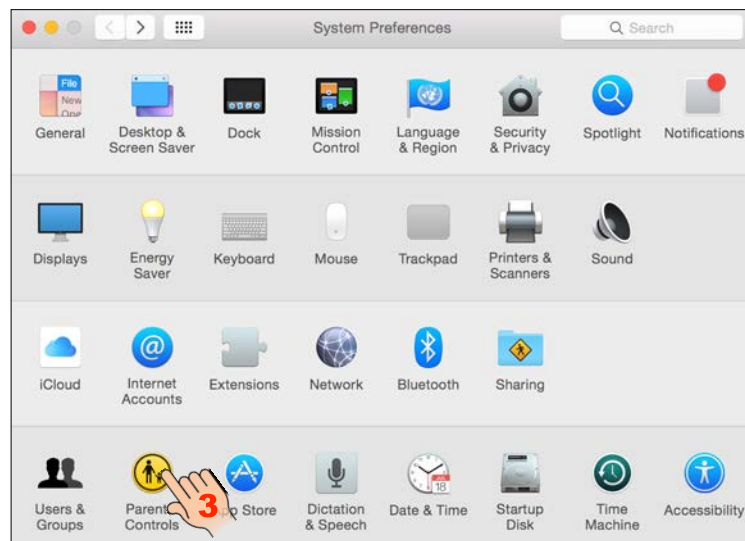 System Preferences
Search
File
New
General
Desktop &
Screen Saver
Dock
Mission
Control
Language
& Region
Security
& Privacy
Spotlight
Notifications
Displays
Energy
Saver
Keyboard
Mouse
Trackpad
Printers &
Scanners
Sound
@
iCloud
Internet
Accounts
Extensions
Network
Bluetooth
Sharing
JUL
18
3
Users &
Groups
Controls
Store
Dictation
& Speech
Date & Time
Startup
Disk
Time
Machine
Accessibility